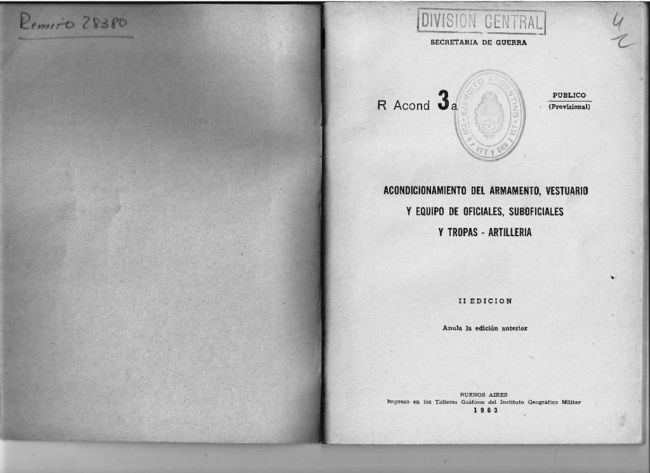 Remito 28380
DIVISION CENTRAL
SECRETARIA DE GUERRA
R Acond 3a
PUBLICO
(Provisional)
EJERCITO ARGENTINO
ACONDICIONAMIENTO DEL ARMAMENTO, VESTUARIO
Y EQUIPO DE OFICIALES, SUBOFICIALES
Y TROPAS - ARTILLERIA
II EDICION
Anula la edición anterior
BUENOS AIRES
Impreso en los Talleres Gráficos del Instituto Geográfico Militar
1963